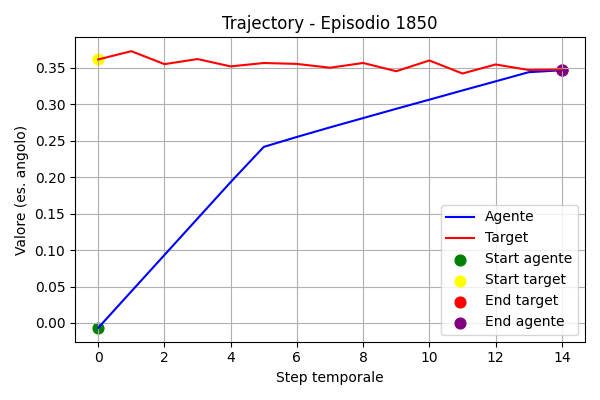 Trajectory - Episodio 1850
Valore (es. angolo)
0.35
0.30
0.25
0.20
0.15
0.10
0.05
0.00
0 2 4 6 8 10 12 14
Step temporale
Agente
Target
Start agente
Start target
End target
End agente